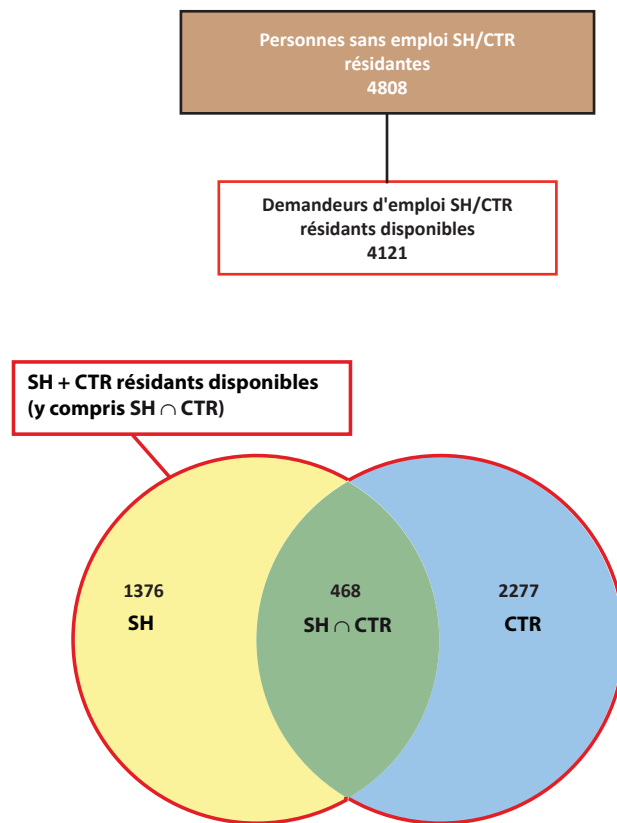 Personnes sans emploi SH/CTR
résidantes
4808
Demandeurs d'emploi SH/CTR
résidants disponibles
4121
SH + CTR résidants disponibles
(y compris SH ∩ CTR)
1376
SH
468
SH ∩ CTR
2277
CTR